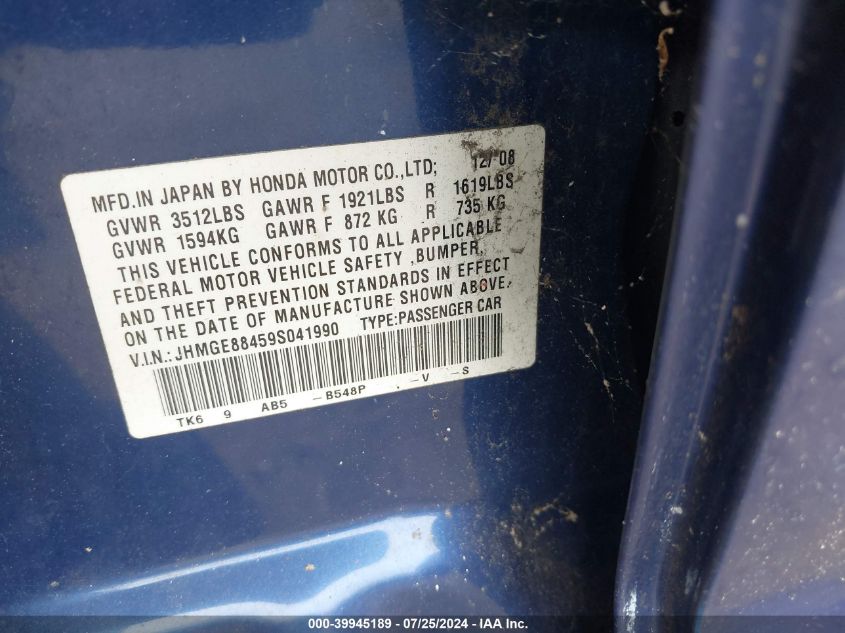 MFD.IN JAPAN BY HONDA MOTOR CO.,LTD; 12/08
GVWR 3512LBS GAWR F 1921LBS R 1619LBS
GVWR 1594KG GAWR F 872 KG R 735 KG
THIS VEHICLE CONFORMS TO ALL APPLICABLE
FEDERAL MOTOR VEHICLE SAFETY ,BUMPER,
AND THEFT PREVENTION STANDARDS IN EFFECT
ON THE DATE OF MANUFACTURE SHOWN ABOVE.
V.I.N.: JHMGE88459S041990 TYPE:PASSENGER CAR
TK6 9 AB5 -B548P -V -S
000-39945189 - 07/25/2024 - IAA Inc.